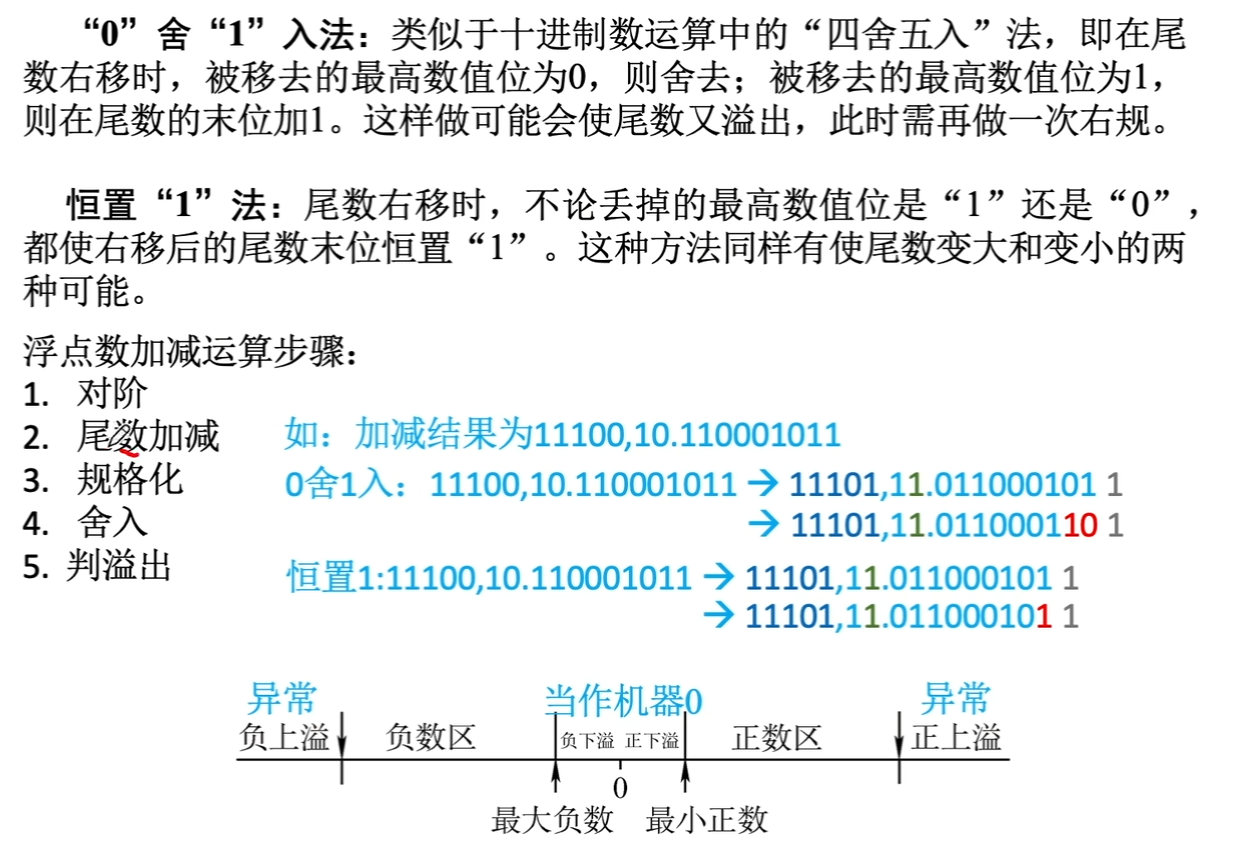 “0”舍“1”入法：类似于十进制数运算中的“四舍五入”法，即在尾
数右移时，被移去的最高数值位为0，则舍去；被移去的最高数值位为1，
则在尾数的末位加1。这样做可能会使尾数又溢出，此时需再做一次右规。
恒置“1”法：尾数右移时，不论丢掉的最高数值位是“1”还是“0”，
都使右移后的尾数末位恒置“1”。这种方法同样有使尾数变大和变小的两
种可能。
浮点数加减运算步骤：
1. 对阶
2. 尾数加减 如：加减结果为11100,10.110001011
3. 规格化 0舍1入：11100,10.110001011 → 11101,11.011000101 1
4. 舍入 → 11101,11.011000110 1
5. 判溢出 恒置1:11100,10.110001011 → 11101,11.011000101 1
→ 11101,11.011000101 1
异常 当作机器0 异常
负上溢 负数区 负下溢 正下溢 正数区 正上溢
0
最大负数 最小正数